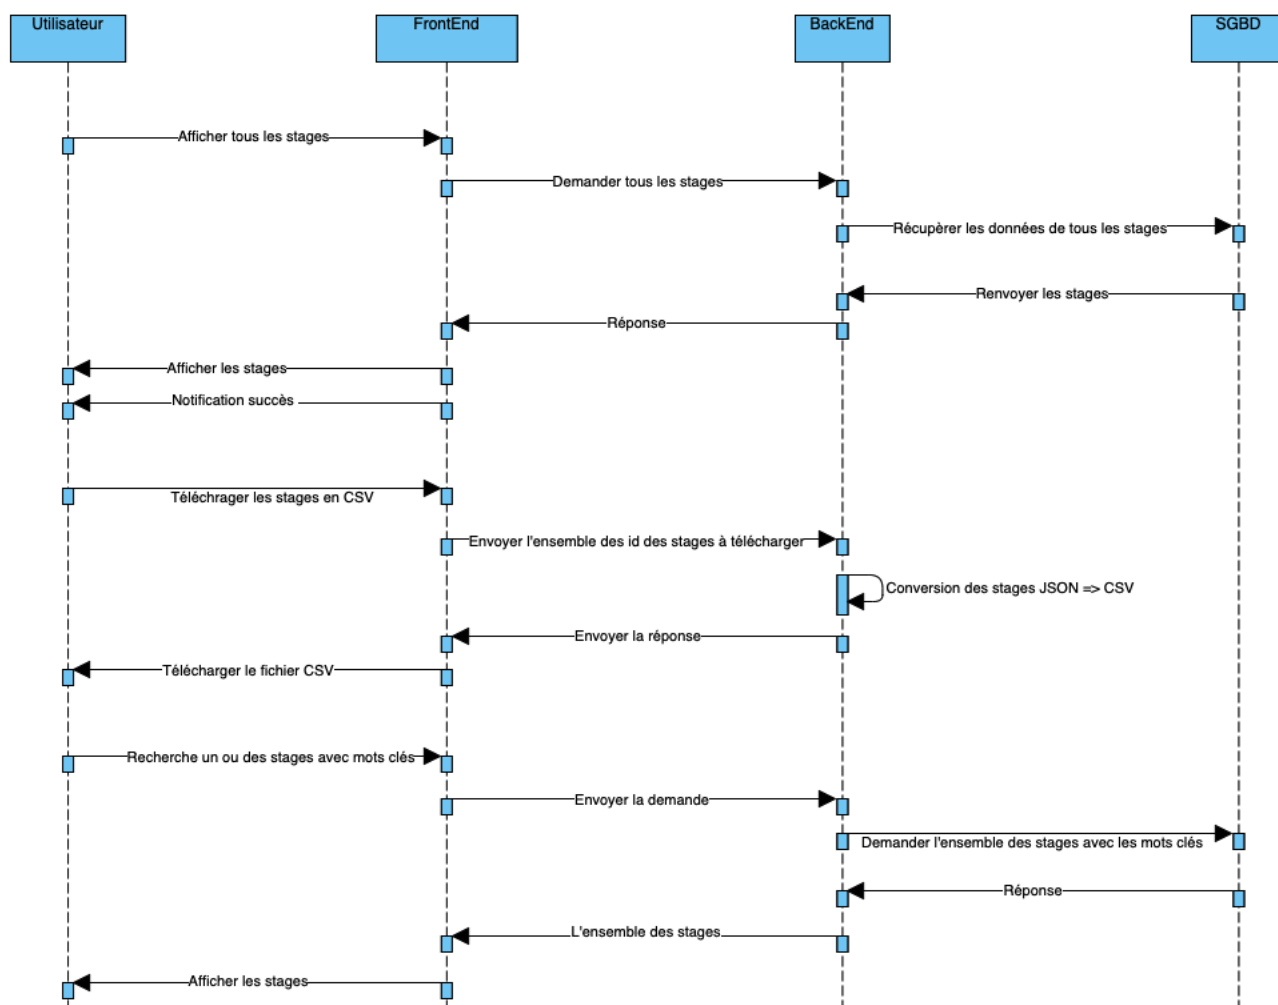 Utilisateur
FrontEnd
BackEnd
SGBD
Afficher tous les stages
Demander tous les stages
Récupèrer les données de tous les stages
Renvoyer les stages
Réponse
Afficher les stages
Notification succès
Téléchrager les stages en CSV
Envoyer l'ensemble des id des stages à télécharger
Conversion des stages JSON => CSV
Envoyer la réponse
Télécharger le fichier CSV
Recherche un ou des stages avec mots clés
Envoyer la demande
Demander l'ensemble des stages avec les mots clés
Réponse
L'ensemble des stages
Afficher les stages